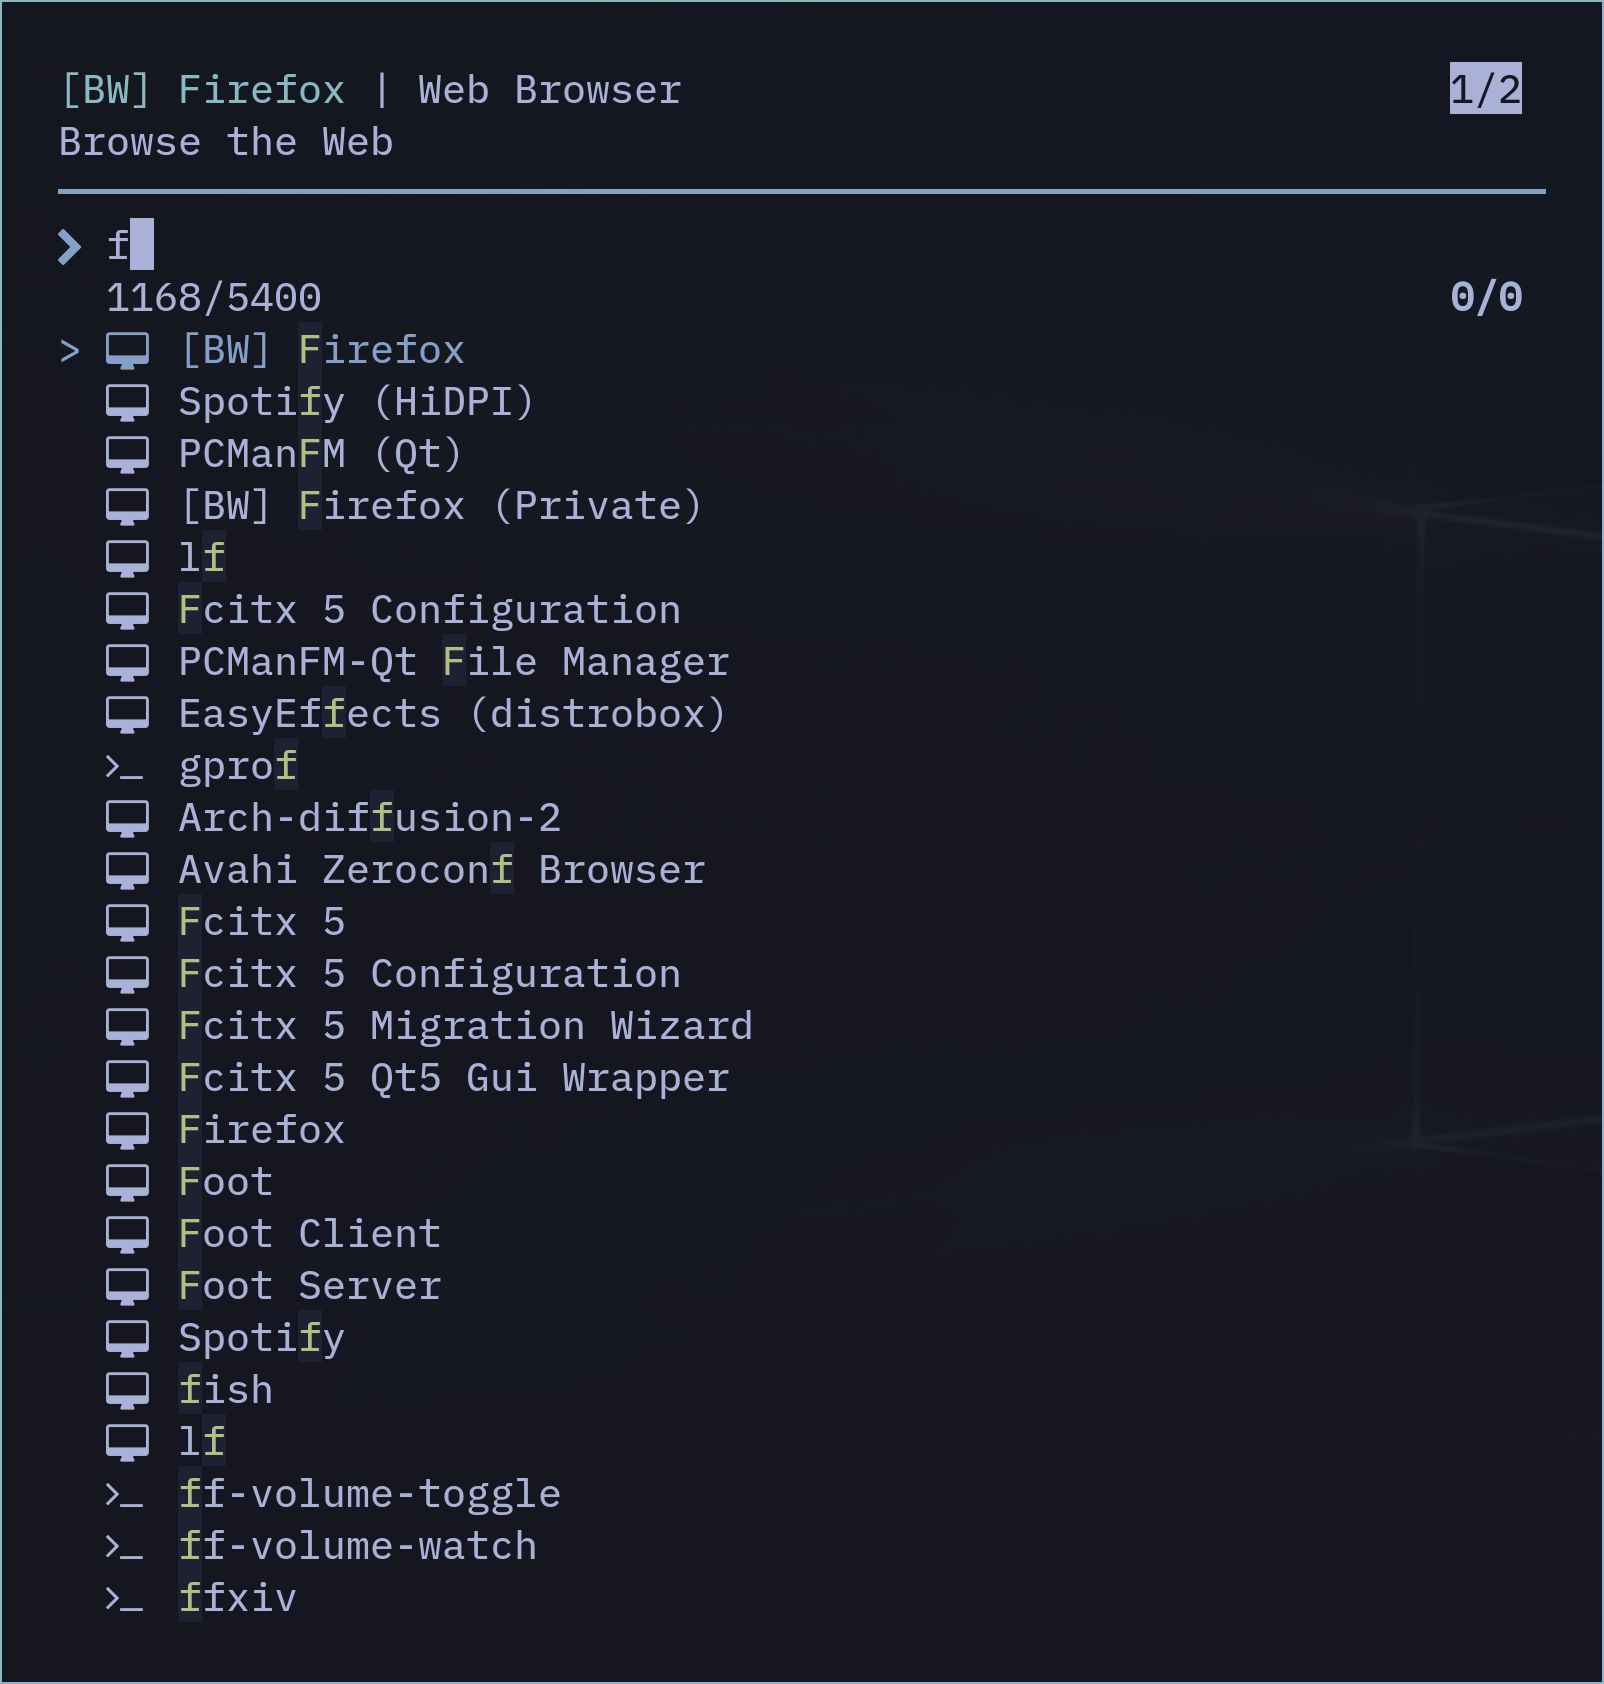 [BW] Firefox | Web Browser 1/2
Browse the Web
❯ f
1168/5400 0/0
> [BW] Firefox
Spotify (HiDPI)
PCManFM (Qt)
[BW] Firefox (Private)
lf
Fcitx 5 Configuration
PCManFM-Qt File Manager
EasyEffects (distrobox)
>_ gprof
Arch-diffusion-2
Avahi Zeroconf Browser
Fcitx 5
Fcitx 5 Configuration
Fcitx 5 Migration Wizard
Fcitx 5 Qt5 Gui Wrapper
Firefox
Foot
Foot Client
Foot Server
Spotify
fish
lf
>_ ff-volume-toggle
>_ ff-volume-watch
>_ ffxiv